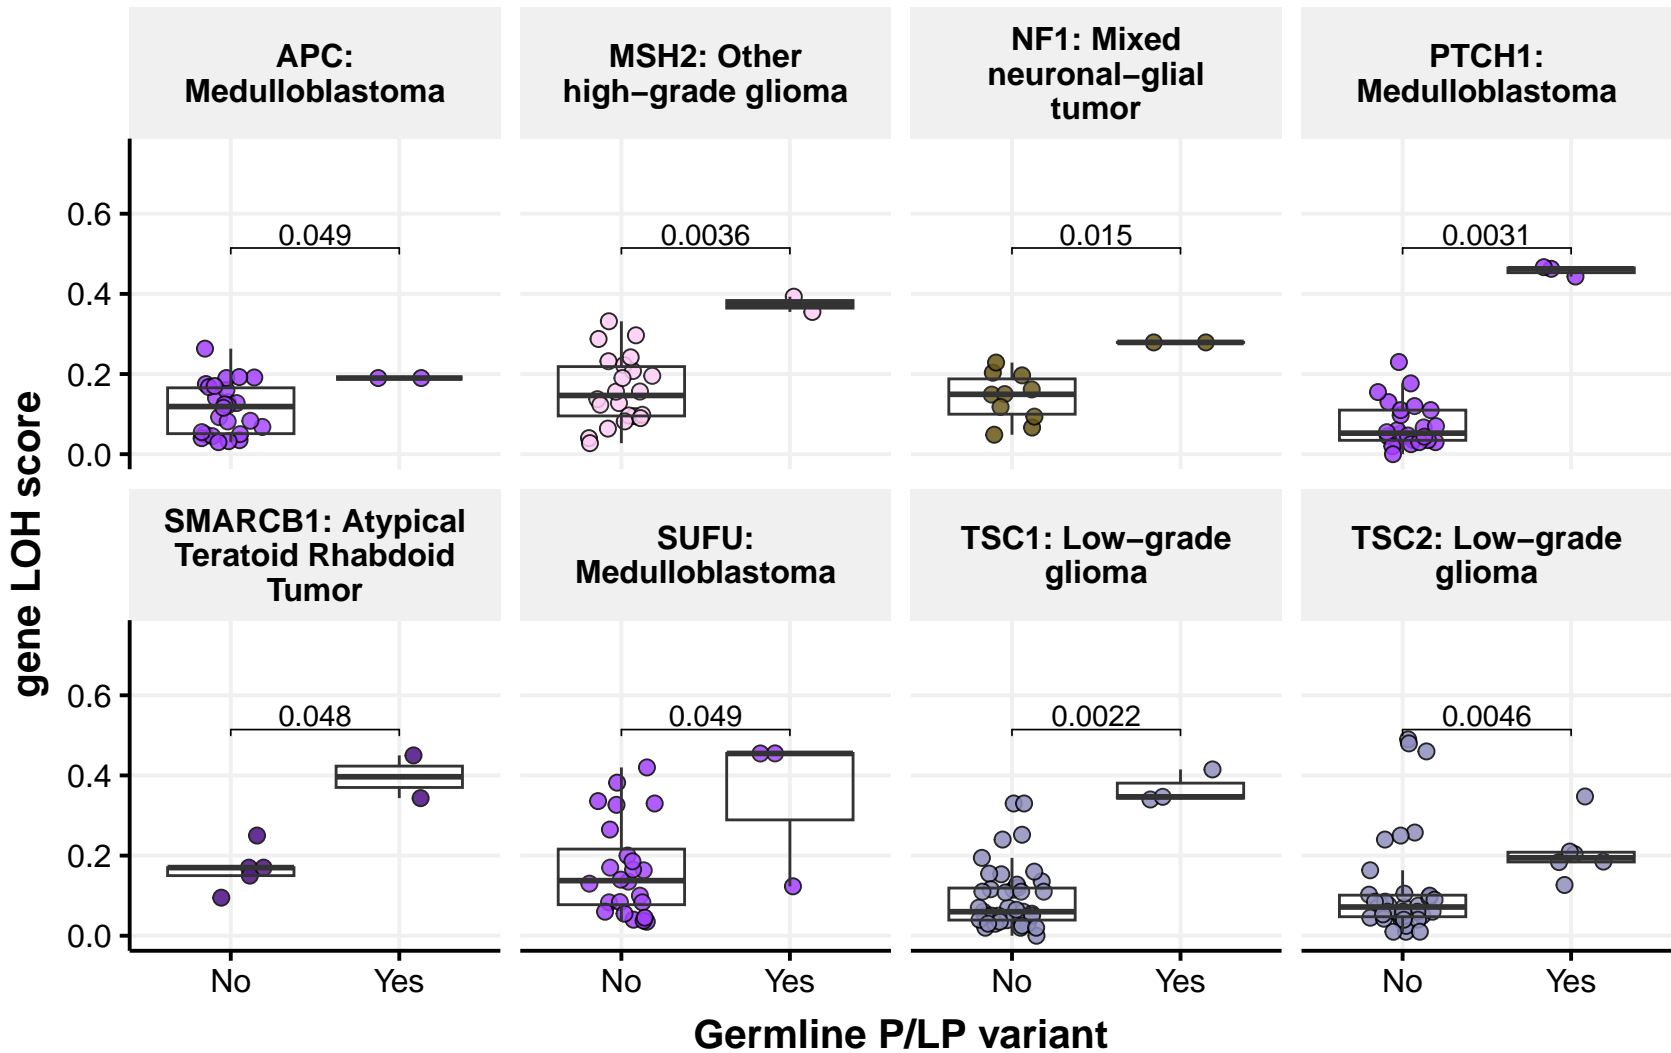 APC:
Medulloblastoma
MSH2: Other
high−grade glioma
NF1: Mixed
neuronal−glial
tumor
PTCH1:
Medulloblastoma
0.6
0.4
0.2
0.0
0.049
0.0036
0.015
0.0031
gene LOH score
SMARCB1: Atypical
Teratoid Rhabdoid
Tumor
SUFU:
Medulloblastoma
TSC1: Low−grade
glioma
TSC2: Low−grade
glioma
0.6
0.4
0.2
0.0
0.048
0.049
0.0022
0.0046
No Yes No Yes No Yes No Yes
Germline P/LP variant